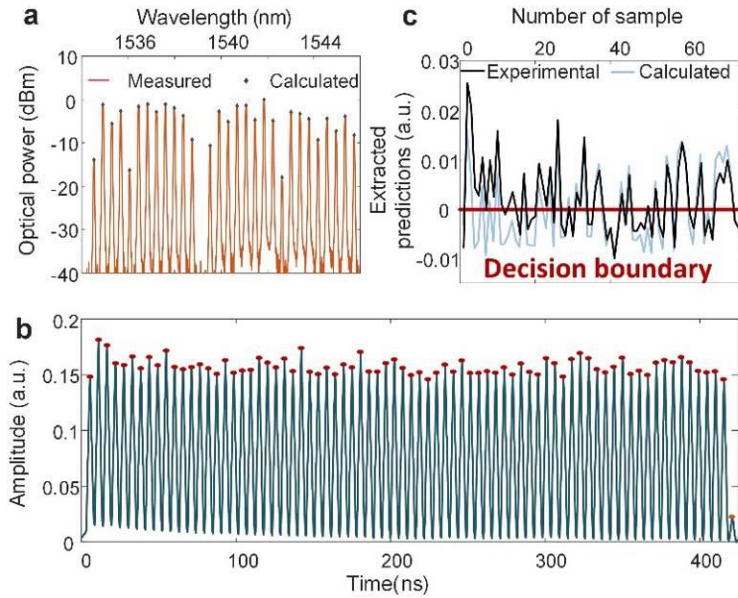 a
Wavelength (nm)
1536
1540
1544
10
0
-10
-20
-30
-40
Optical power (dBm)
Measured
Calculated
c
Number of sample
0
20
40
60
0.03
0.02
0.01
0
-0.01
Extracted
predictions (a.u.)
Experimental
Calculated
Decision boundary
b
0.2
0.15
0.1
0.05
0
Amplitude (a.u.)
0
100
200
300
400
Time(ns)